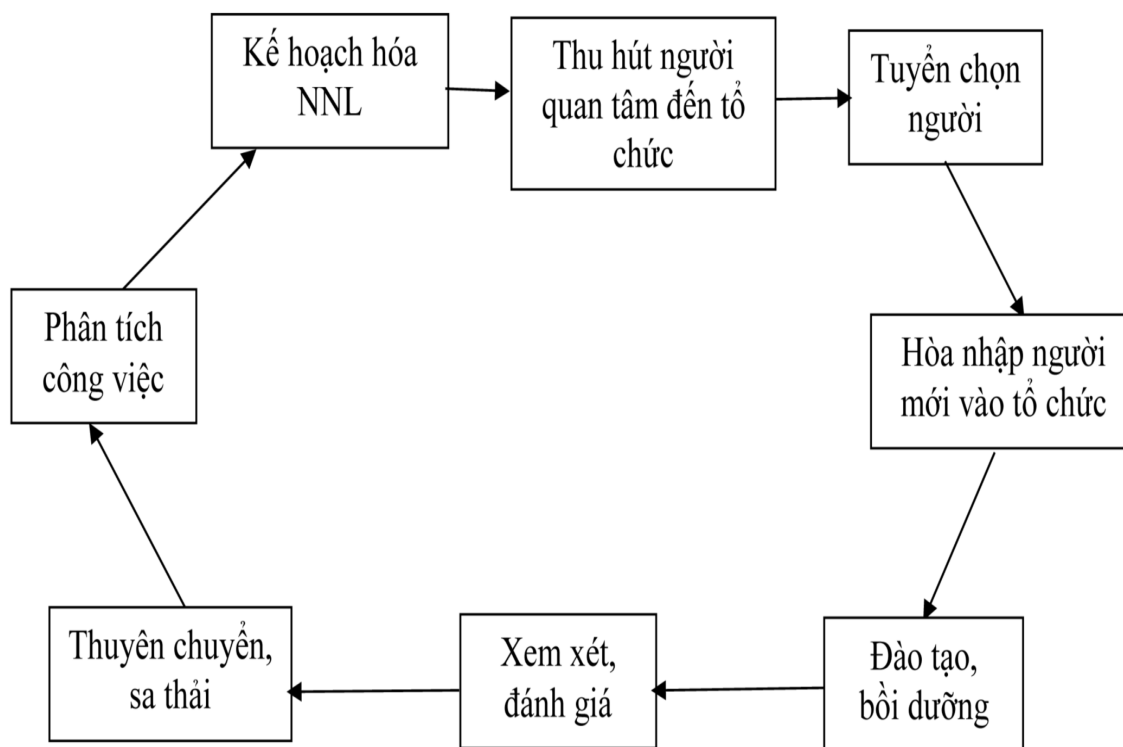 Kế hoạch hóa
NNL
Thu hút người
quan tâm đến tổ
chức
Tuyển chọn
người
Hòa nhập người
mới vào tổ chức
Đào tạo,
bồi dưỡng
Xem xét,
đánh giá
Thuyên chuyển,
sa thải
Phân tích
công việc